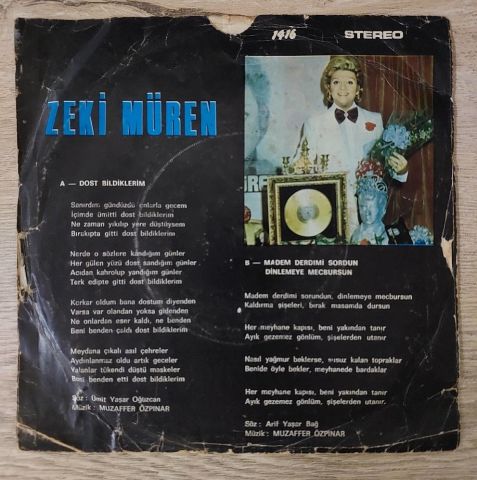 1416 STEREO
ZEKİ MÜREN
A — DOST BİLDİKLERİM
Sanırdım gündüzdü onlarla gecem
İçimde ümitti dost bildiklerim
Ne zaman yıkılıp yere düştüysem
Bırakıpta gitti dost bildiklerim
Nerde o sözlere kandığım günler
Her gülen yüzü dost sandığım günler
Acıdan kahrolup yandığım günler
Terk edipte gitti dost bildiklerim
Korkar oldum bana dostum diyenden
Varsa var olandan yoksa gidenden
Ne onlardan eser kaldı, ne benden
Beni benden çaldı dost bildiklerim
Meydana çıkalı asıl çehreler
Aydınlanmaz oldu artık geceler
Yalanlar tükendi düştü maskeler
Beni benden etti dost bildiklerim
Söz : Ümit Yaşar Oğuzcan
Müzik : MUZAFFER ÖZPINAR
B — MADEM DERDİMİ SORDUN
DİNLEMEYE MECBURSUN
Madem derdimi sorundun, dinlemeye mecbursun
Kaldırma şişeleri, bırak masamda dursun
Her meyhane kapısı, beni yakından tanır
Ayık gezemez gönlüm, şişelerden utanır.
Nasıl yağmur beklerse, susuz kalan topraklar
Benide öyle bekler, meyhanede bardaklar
Her meyhane kapısı, beni yakından tanır
Ayık gezemez gönlüm, şişelerden utanır.
Söz : Arif Yaşar Bağ
Müzik : MUZAFFER ÖZPINAR